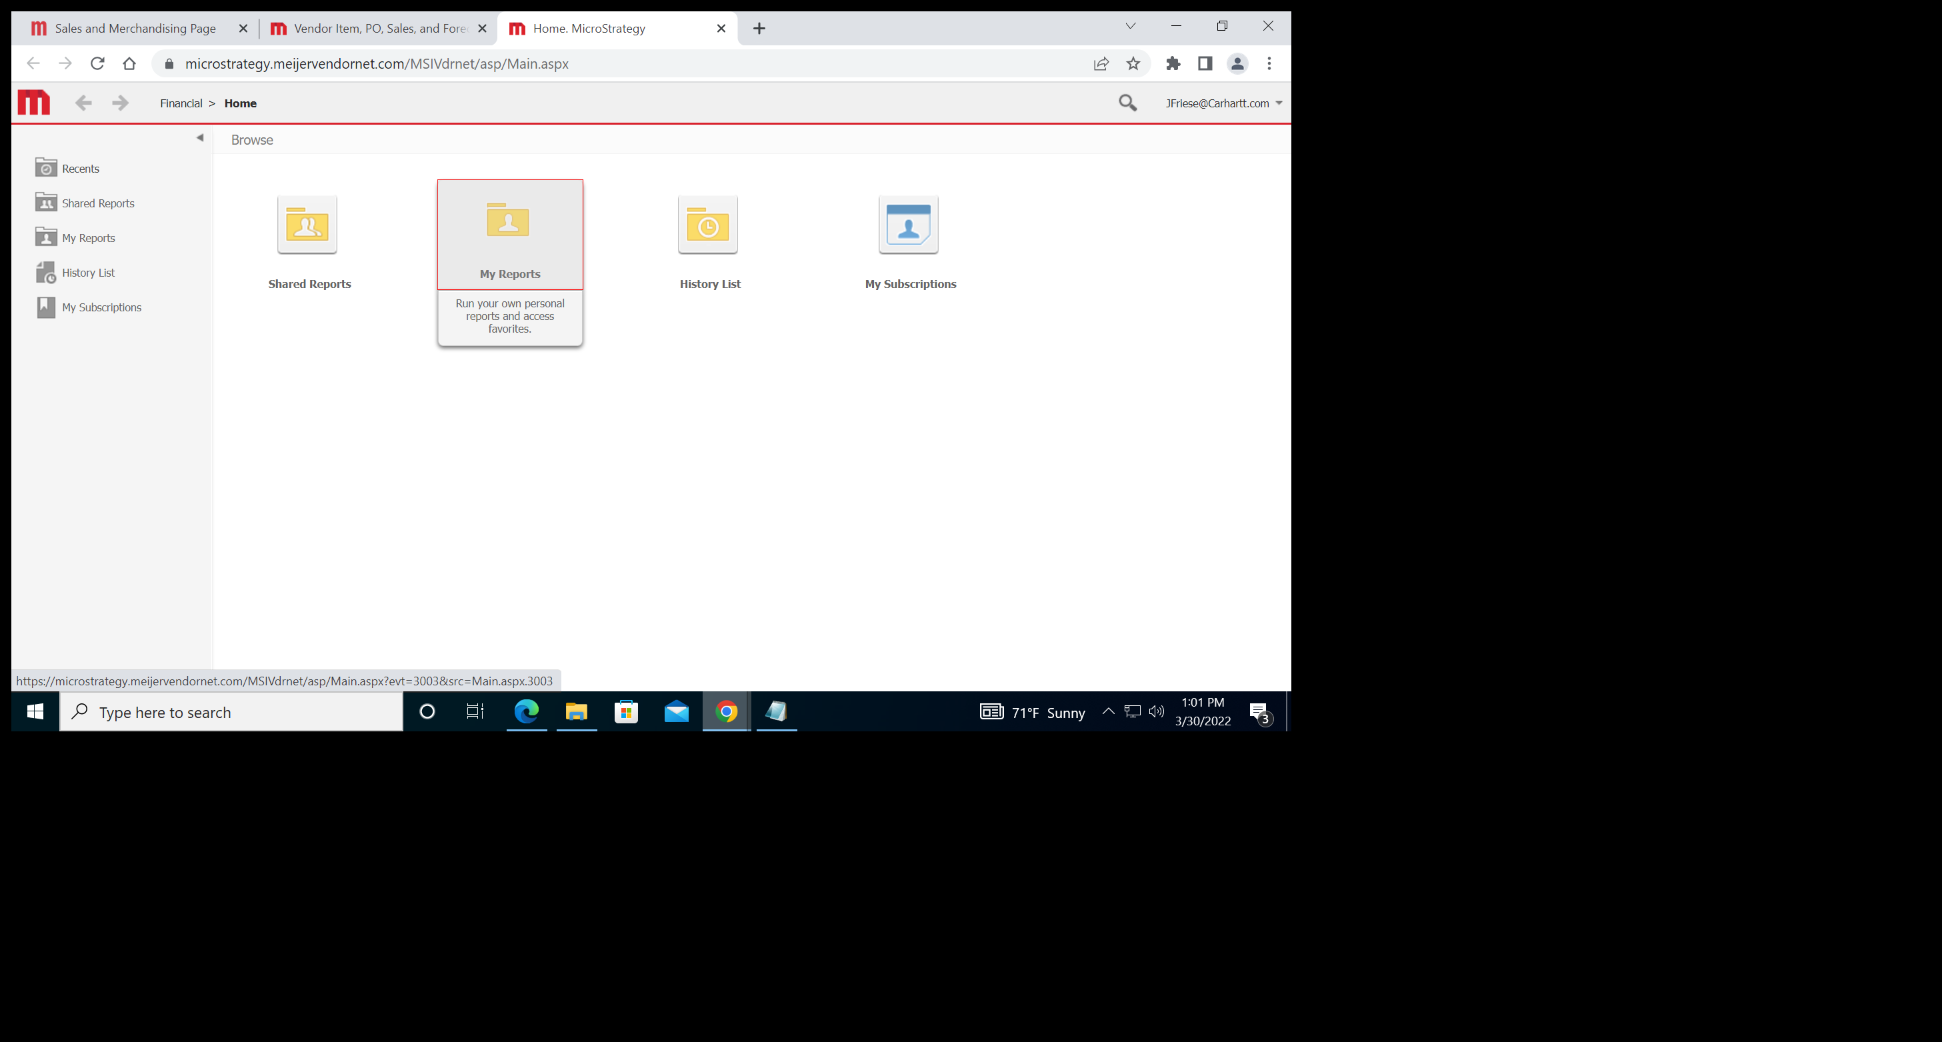 Sales and Merchandising Page
Vendor Item, PO, Sales, and Fore
Home. MicroStrategy
microstrategy.meijervendornet.com/MSIVdrnet/asp/Main.aspx
Financial > Home
JFriese@Carhartt.com
Browse
Recents
Shared Reports
My Reports
History List
My Subscriptions
Shared Reports
My Reports
Run your own personal
reports and access
favorites.
History List
My Subscriptions
https://microstrategy.meijervendornet.com/MSIVdrnet/asp/Main.aspx?evt=3003&src=Main.aspx.3003
Type here to search
71°F Sunny
1:01 PM
3/30/2022
3